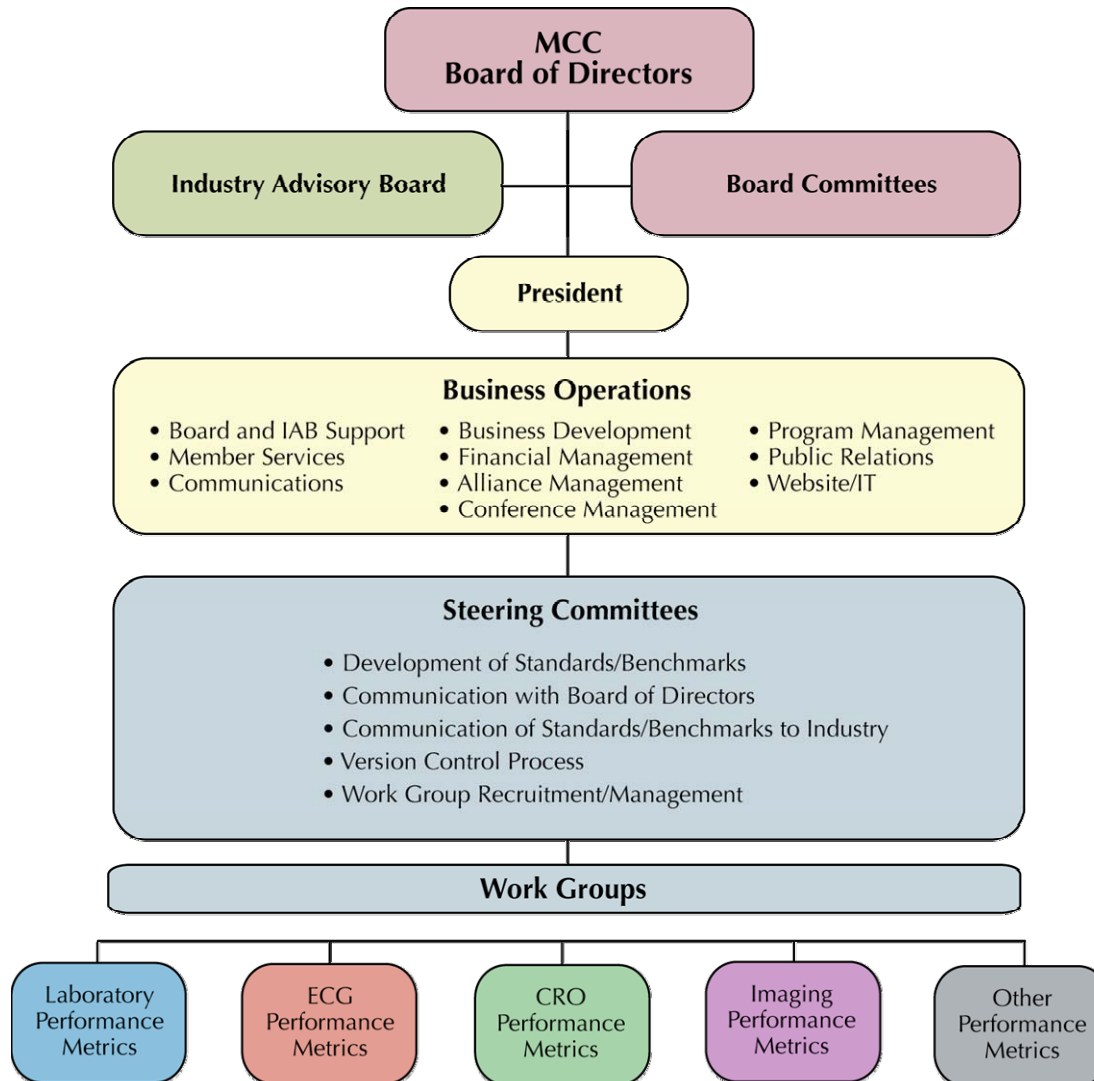 MCC
Board of Directors
Industry Advisory Board
Board Committees
President
Business Operations
• Board and IAB Support
• Member Services
• Communications
• Business Development
• Financial Management
• Alliance Management
• Conference Management
• Program Management
• Public Relations
• Website/IT
Steering Committees
• Development of Standards/Benchmarks
• Communication with Board of Directors
• Communication of Standards/Benchmarks to Industry
• Version Control Process
• Work Group Recruitment/Management
Work Groups
Laboratory
Performance
Metrics
ECG
Performance
Metrics
CRO
Performance
Metrics
Imaging
Performance
Metrics
Other
Performance
Metrics